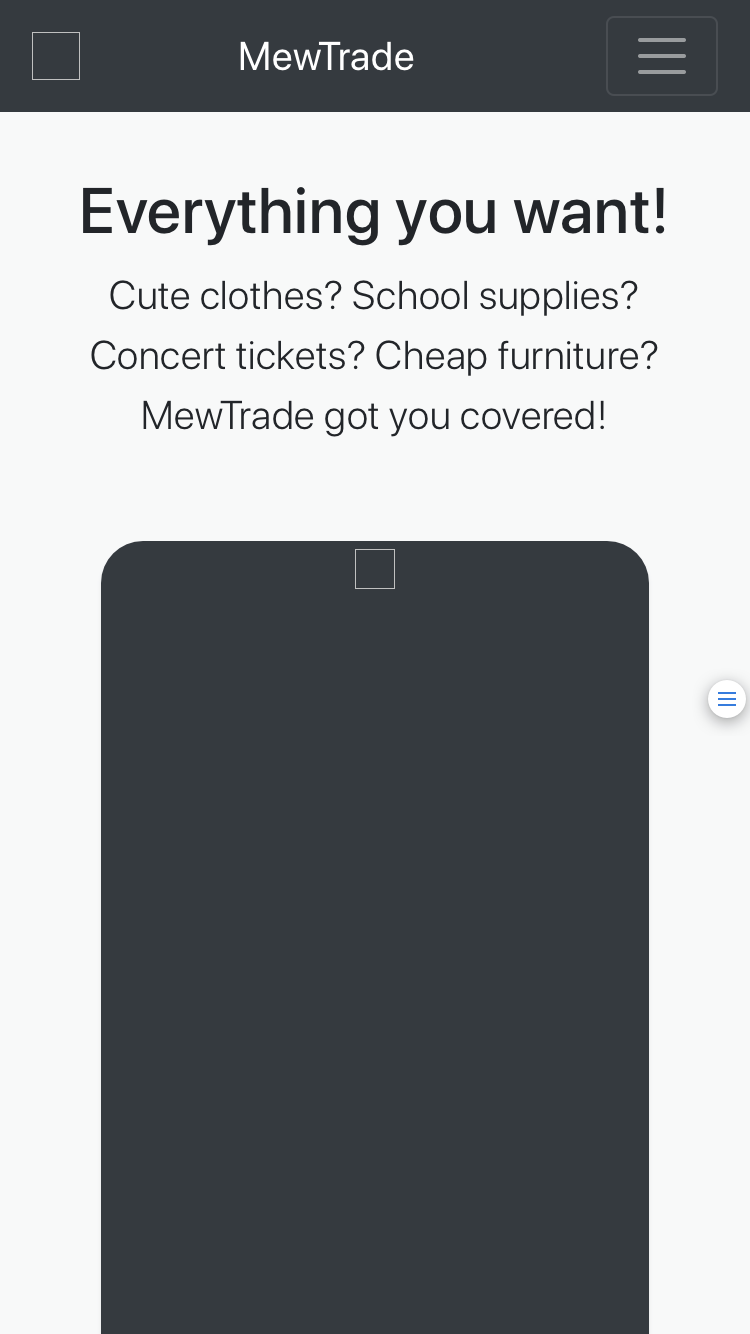 MewTrade
Everything you want!
Cute clothes? School supplies?
Concert tickets? Cheap furniture?
MewTrade got you covered!